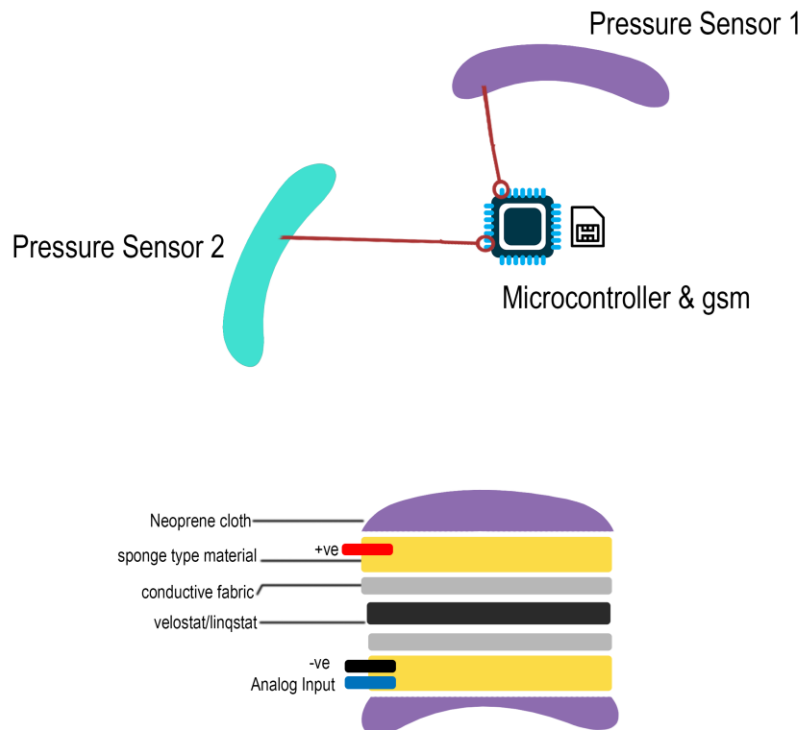 Pressure Sensor 1
Pressure Sensor 2
Microcontroller & gsm
Neoprene cloth
+ve
sponge type material
conductive fabric
velostat/linqstat
-ve
Analog Input